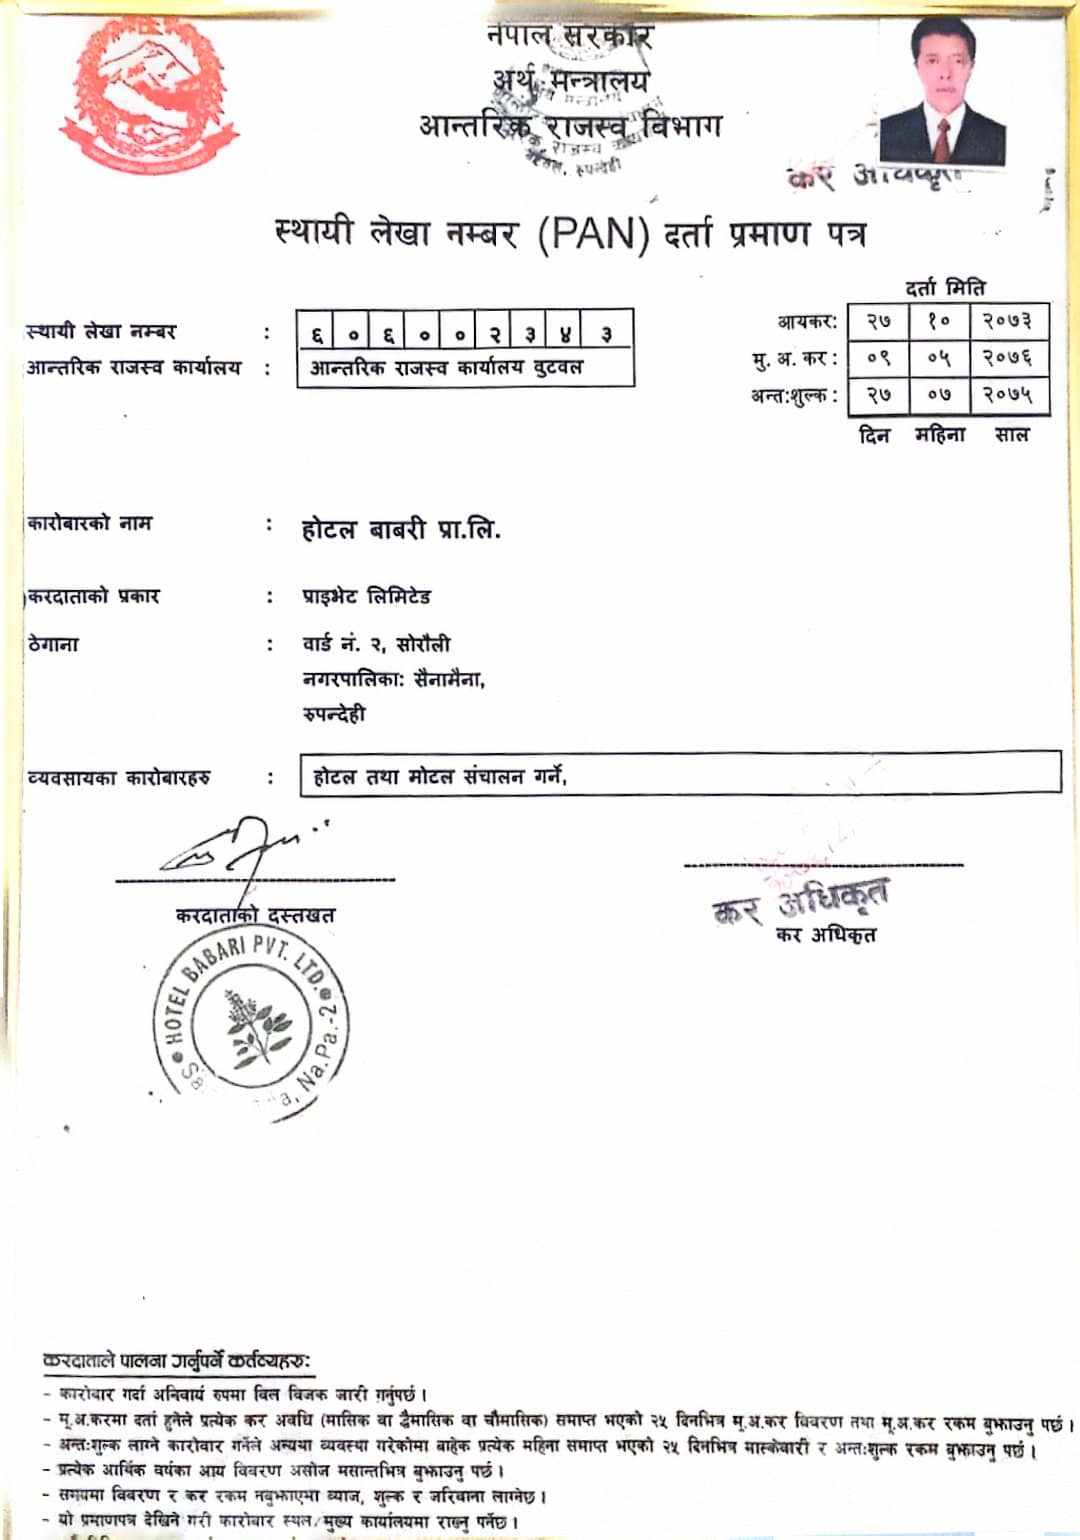 नेपाल सरकार
अर्थ मन्त्रालय
आन्तरिक राजस्व विभाग
स्थायी लेखा नम्बर (PAN) दर्ता प्रमाण पत्र
दर्ता मिति
स्थायी लेखा नम्बर : ६ ० ६ ० ० २ ३ ४ ३
आन्तरिक राजस्व कार्यालय : आन्तरिक राजस्व कार्यालय वुटवल
आयकर: २७ १० २०७३
मु. अ. कर : ०९ ०५ २०७६
अन्त:शुल्क : २७ ०७ २०७५
दिन महिना साल
कारोबारको नाम : होटल बाबरी प्रा.लि.
करदाताको प्रकार : प्राइभेट लिमिटेड
ठेगाना : वार्ड नं. २, सोरौली
नगरपालिका: सैनामैना,
रुपन्देही
व्यवसायका कारोबारहरु : होटल तथा मोटल संचालन गर्ने,
करदाताको दस्तखत
कर अधिकृत
कर अधिकृत
HOTEL BABARI PVT. LTD.
Na.Pa.-2
करदाताले पालना गर्नुपर्ने कर्तव्यहरु:
- कारोबार गर्दा अनिवार्य रुपमा विल विजक जारी गर्नुपर्छ ।
- मू.अ.करमा दर्ता हुनेले प्रत्येक कर अवधि (मासिक वा द्वैमासिक वा चौमासिक) समाप्त भएको २५ दिनभित्र मू.अ.कर विवरण तथा मू.अ.कर रकम बुझाउनु पर्छ ।
- अन्त:शुल्क लाग्ने कारोवार गर्नेले अन्यथा व्यवस्था गरेकोमा बाहेक प्रत्येक महिना समाप्त भएको २५ दिनभित्र मास्केवारी र अन्त:शुल्क रकम बुझाउनु पर्छ ।
- प्रत्येक आर्थिक वर्षका आय विवरण असोज मसान्तभित्र बुझाउनु पर्छ ।
- समयमा विवरण र कर रकम नबुझाएमा व्याज, शुल्क र जरिवाना लाग्नेछ ।
- यो प्रमाणपत्र देखिने गरी कारोबार स्थल/मुख्य कार्यालयमा राख्नु पर्नेछ ।